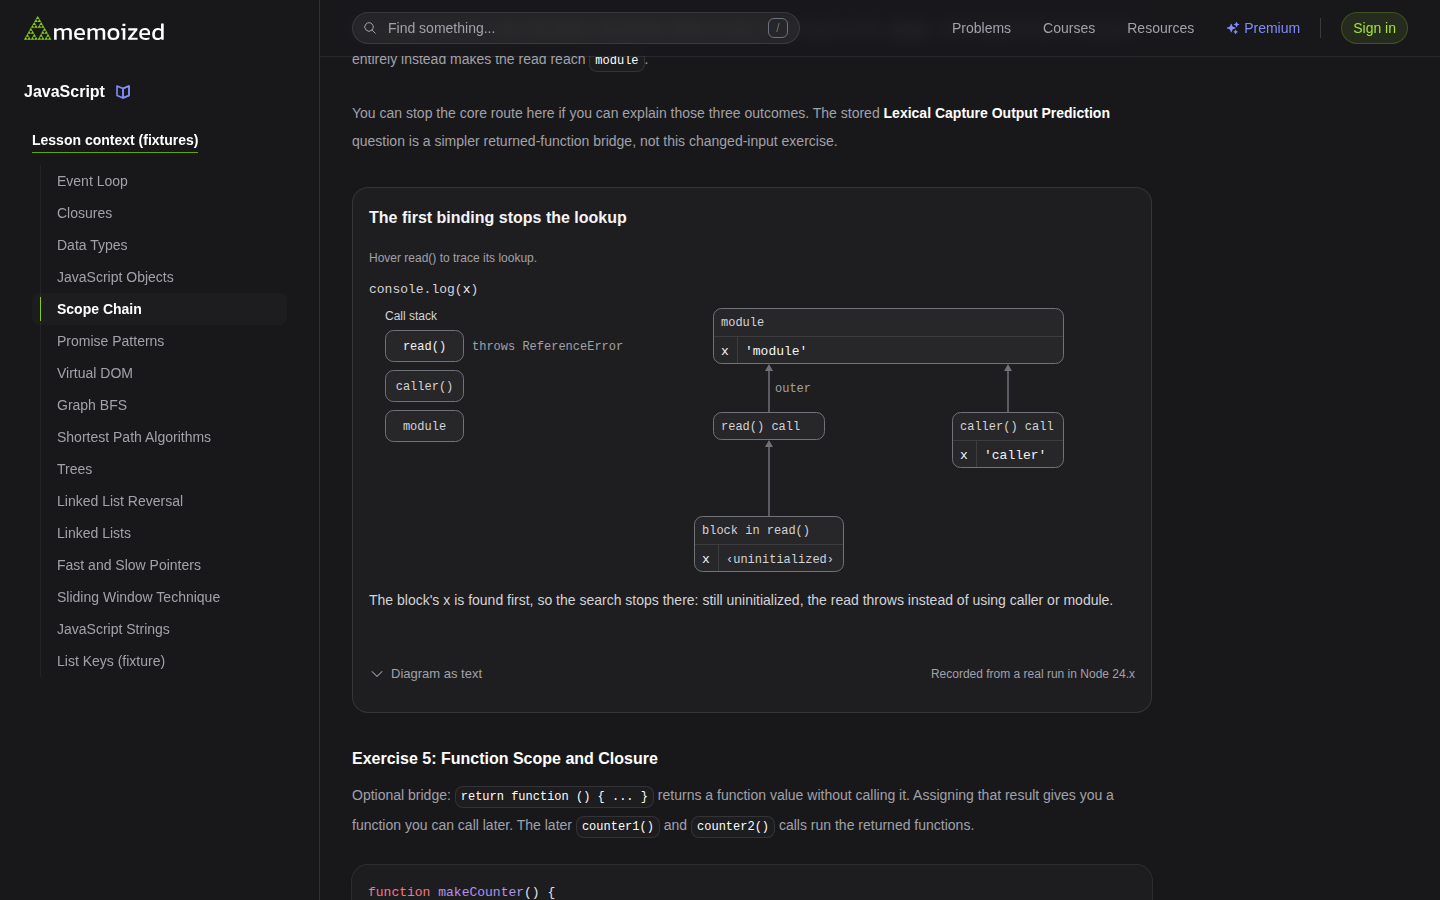 memoized
Find something...
/
Problems
Courses
Resources
Premium
Sign in
JavaScript
Lesson context (fixtures)
Event Loop
Closures
Data Types
JavaScript Objects
Scope Chain
Promise Patterns
Virtual DOM
Graph BFS
Shortest Path Algorithms
Trees
Linked List Reversal
Linked Lists
Fast and Slow Pointers
Sliding Window Technique
JavaScript Strings
List Keys (fixture)
entirely instead makes the read reach module.
You can stop the core route here if you can explain those three outcomes. The stored Lexical Capture Output Prediction
question is a simpler returned-function bridge, not this changed-input exercise.
The first binding stops the lookup
Hover read() to trace its lookup.
console.log(x)
Call stack
read() throws ReferenceError
caller()
module
module
x 'module'
outer
read() call
caller() call
x 'caller'
block in read()
x ‹uninitialized›
The block's x is found first, so the search stops there: still uninitialized, the read throws instead of using caller or module.
Diagram as text
Recorded from a real run in Node 24.x
Exercise 5: Function Scope and Closure
Optional bridge: return function () { ... } returns a function value without calling it. Assigning that result gives you a
function you can call later. The later counter1() and counter2() calls run the returned functions.
function makeCounter() {